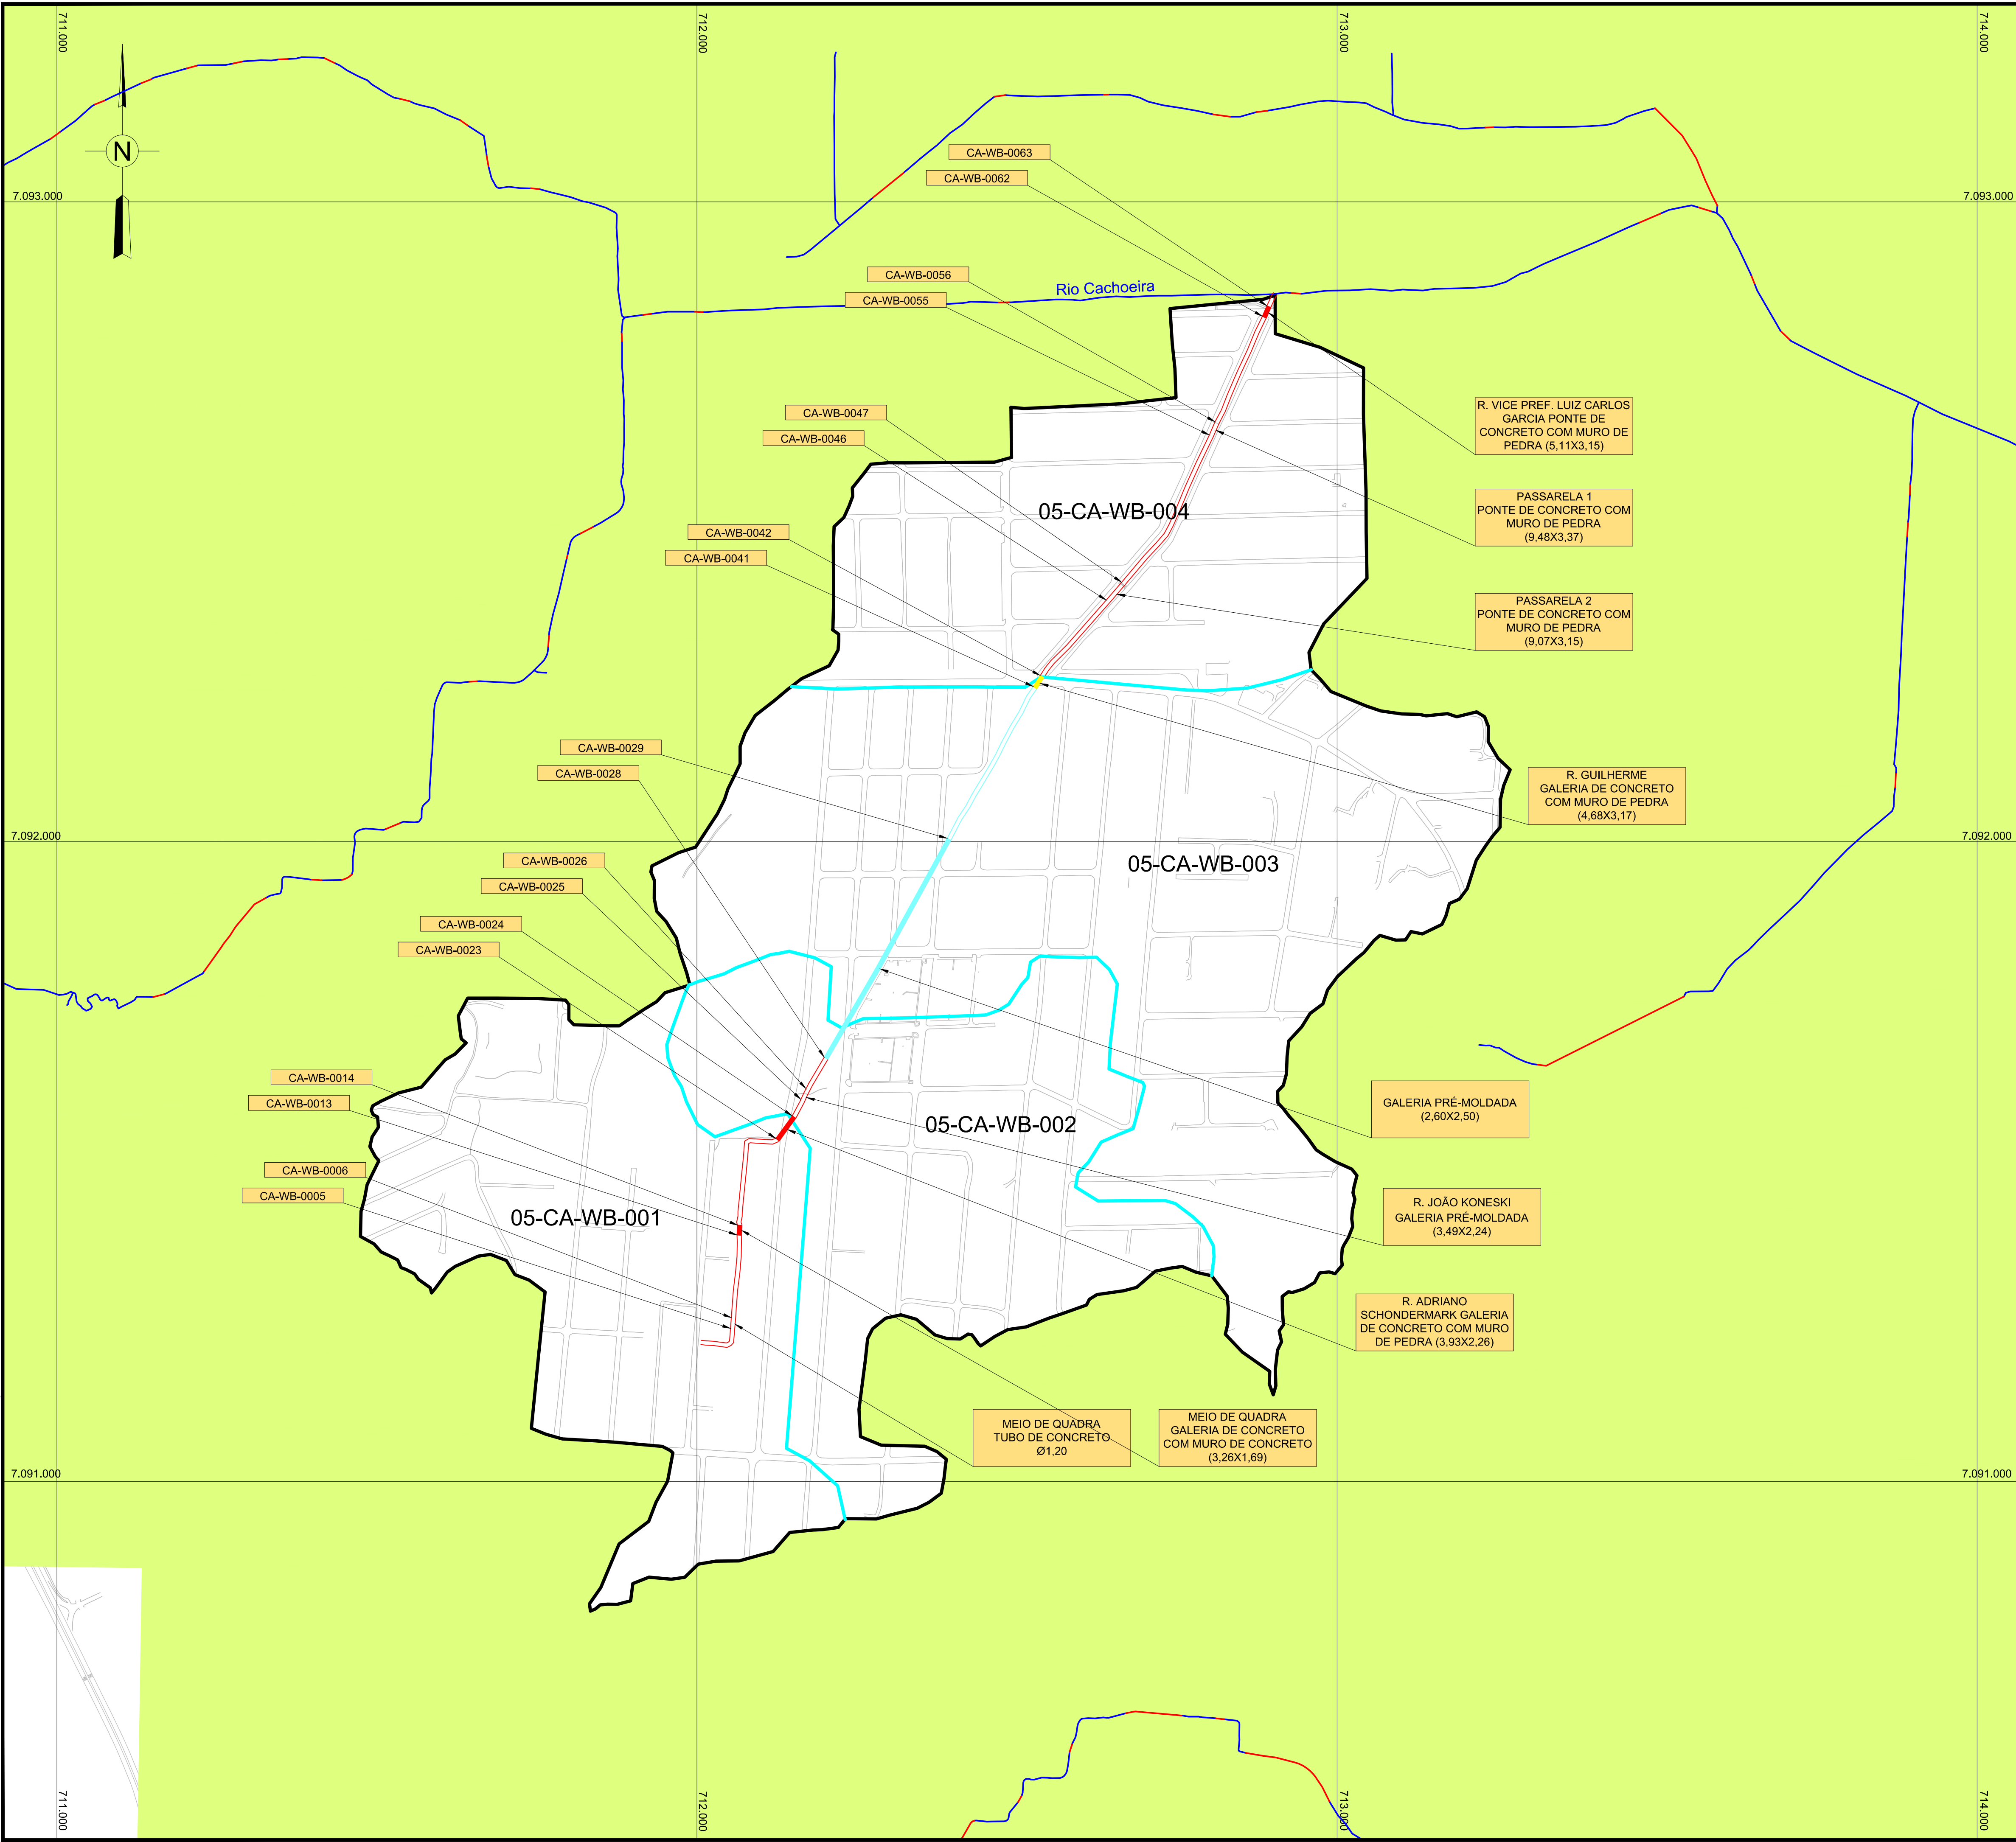 711.000
712.000
713.000
714.000
N
7.093.000
7.093.000
CA-WB-0063
CA-WB-0062
CA-WB-0056
CA-WB-0055
Rio Cachoeira
CA-WB-0047
CA-WB-0046
R. VICE PREF. LUIZ CARLOS
GARCIA PONTE DE
CONCRETO COM MURO DE
PEDRA (5,11X3,15)
PASSARELA 1
PONTE DE CONCRETO COM
MURO DE PEDRA
(9,48X3,37)
05-CA-WB-004
CA-WB-0042
CA-WB-0041
PASSARELA 2
PONTE DE CONCRETO COM
MURO DE PEDRA
(9,07X3,15)
CA-WB-0029
CA-WB-0028
R. GUILHERME
GALERIA DE CONCRETO
COM MURO DE PEDRA
(4,68X3,17)
7.092.000
7.092.000
05-CA-WB-003
CA-WB-0026
CA-WB-0025
CA-WB-0024
CA-WB-0023
CA-WB-0014
CA-WB-0013
GALERIA PRÉ-MOLDADA
(2,60X2,50)
05-CA-WB-002
CA-WB-0006
CA-WB-0005
05-CA-WB-001
R. JOÃO KONESKI
GALERIA PRÉ-MOLDADA
(3,49X2,24)
R. ADRIANO
SCHONDERMARK GALERIA
DE CONCRETO COM MURO
DE PEDRA (3,93X2,26)
MEIO DE QUADRA
TUBO DE CONCRETO
Ø1,20
MEIO DE QUADRA
GALERIA DE CONCRETO
COM MURO DE CONCRETO
(3,26X1,69)
7.091.000
7.091.000
711.000
712.000
713.000
714.000